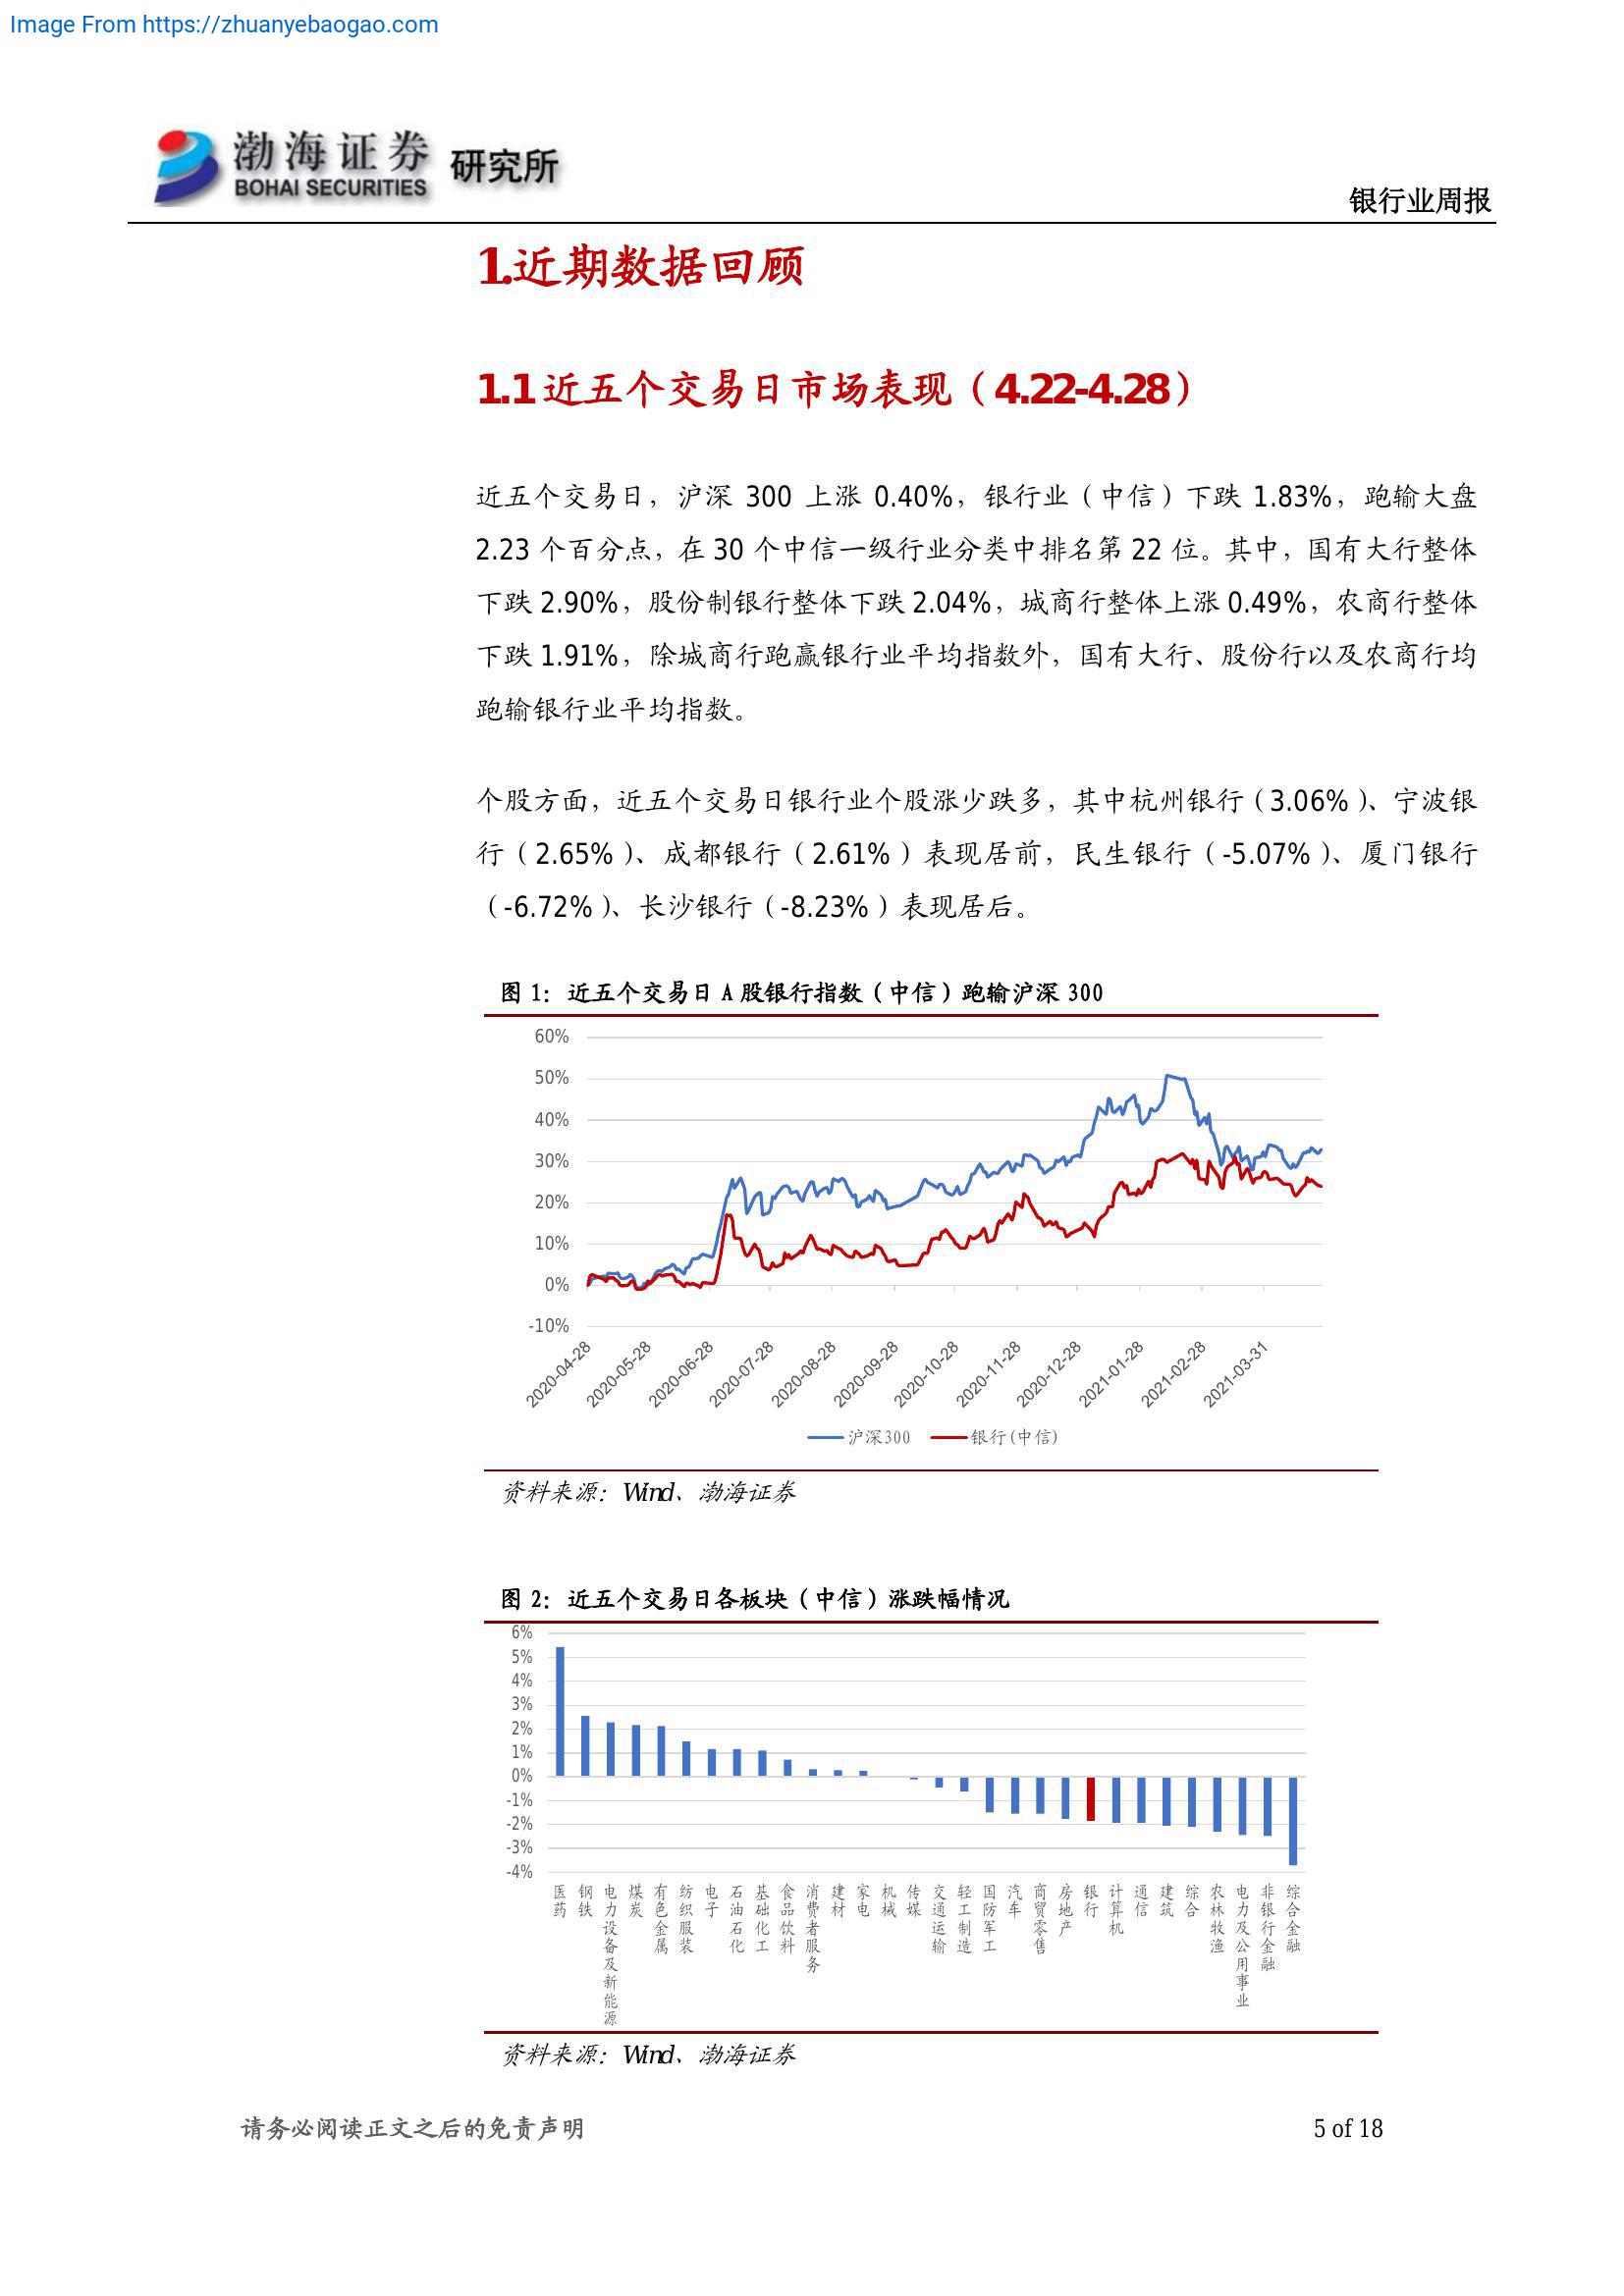 Image From https://zhuanyebaogao.com
渤海证券 研究所
BOHAI SECURITIES
银行业周报
1.近期数据回顾
1.1 近五个交易日市场表现（4.22-4.28）
近五个交易日，沪深 300 上涨 0.40%，银行业（中信）下跌 1.83%，跑输大盘
2.23 个百分点，在 30 个中信一级行业分类中排名第 22 位。其中，国有大行整体
下跌 2.90%，股份制银行整体下跌 2.04%，城商行整体上涨 0.49%，农商行整体
下跌 1.91%，除城商行跑赢银行业平均指数外，国有大行、股份行以及农商行均
跑输银行业平均指数。
个股方面，近五个交易日银行业个股涨少跌多，其中杭州银行（3.06%）、宁波银
行（2.65%）、成都银行（2.61%）表现居前，民生银行（-5.07%）、厦门银行
（-6.72%）、长沙银行（-8.23%）表现居后。
图 1：近五个交易日 A 股银行指数（中信）跑输沪深 300
60%
50%
40%
30%
20%
10%
0%
-10%
2020-04-28
2020-05-28
2020-06-28
2020-07-28
2020-08-28
2020-09-28
2020-10-28
2020-11-28
2020-12-28
2021-01-28
2021-02-28
2021-03-31
沪深300 银行(中信)
资料来源：Wind、渤海证券
图 2：近五个交易日各板块（中信）涨跌幅情况
6%
5%
4%
3%
2%
1%
0%
-1%
-2%
-3%
-4%
医药
钢铁
电力设备及新能源
煤炭
有色金属
纺织服装
电子
石油石化
基础化工
食品饮料
消费者服务
建材
家电
机械
传媒
交通运输
轻工制造
国防军工
汽车
商贸零售
房地产
银行
计算机
通信
建筑
综合
农林牧渔
电力及公用事业
非银行金融
综合金融
资料来源：Wind、渤海证券
请务必阅读正文之后的免责声明
5 of 18